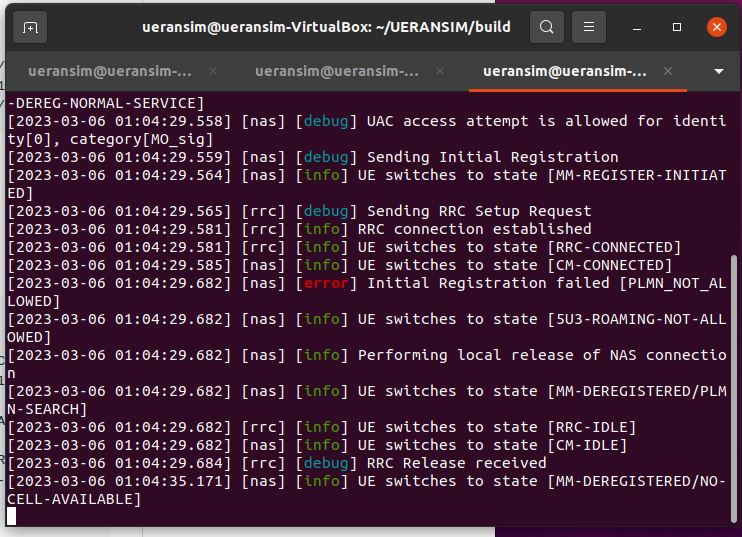 ueransim@ueransim-VirtualBox: ~/UERANSIM/build
ueransim@ueransim-... × ueransim@ueransim-... × ueransim@ueransim-... ×
-DEREG-NORMAL-SERVICE]
[2023-03-06 01:04:29.558] [nas] [debug] UAC access attempt is allowed for identi
ty[0], category[MO_sig]
[2023-03-06 01:04:29.559] [nas] [debug] Sending Initial Registration
[2023-03-06 01:04:29.564] [nas] [info] UE switches to state [MM-REGISTER-INITIAT
ED]
[2023-03-06 01:04:29.565] [rrc] [debug] Sending RRC Setup Request
[2023-03-06 01:04:29.581] [rrc] [info] RRC connection established
[2023-03-06 01:04:29.581] [rrc] [info] UE switches to state [RRC-CONNECTED]
[2023-03-06 01:04:29.585] [nas] [info] UE switches to state [CM-CONNECTED]
[2023-03-06 01:04:29.682] [nas] [error] Initial Registration failed [PLMN_NOT_AL
LOWED]
[2023-03-06 01:04:29.682] [nas] [info] UE switches to state [5U3-ROAMING-NOT-ALL
OWED]
[2023-03-06 01:04:29.682] [nas] [info] Performing local release of NAS connectio
n
[2023-03-06 01:04:29.682] [nas] [info] UE switches to state [MM-DEREGISTERED/PLM
N-SEARCH]
[2023-03-06 01:04:29.682] [rrc] [info] UE switches to state [RRC-IDLE]
[2023-03-06 01:04:29.682] [nas] [info] UE switches to state [CM-IDLE]
[2023-03-06 01:04:29.684] [rrc] [debug] RRC Release received
[2023-03-06 01:04:35.171] [nas] [info] UE switches to state [MM-DEREGISTERED/NO-
CELL-AVAILABLE]